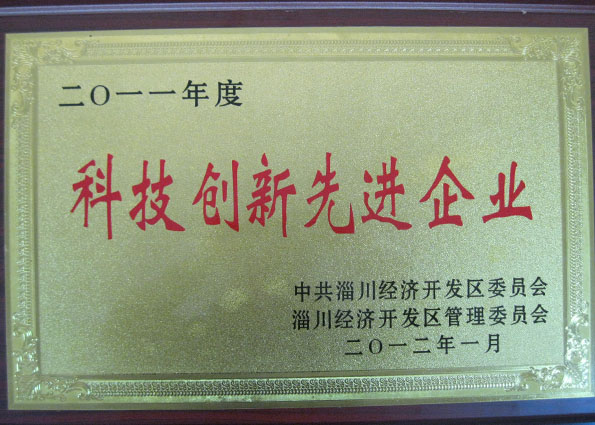 二〇一一年度
科技创新先进企业
中共淄川经济开发区委员会
淄川经济开发区管理委员会
二〇一二年一月